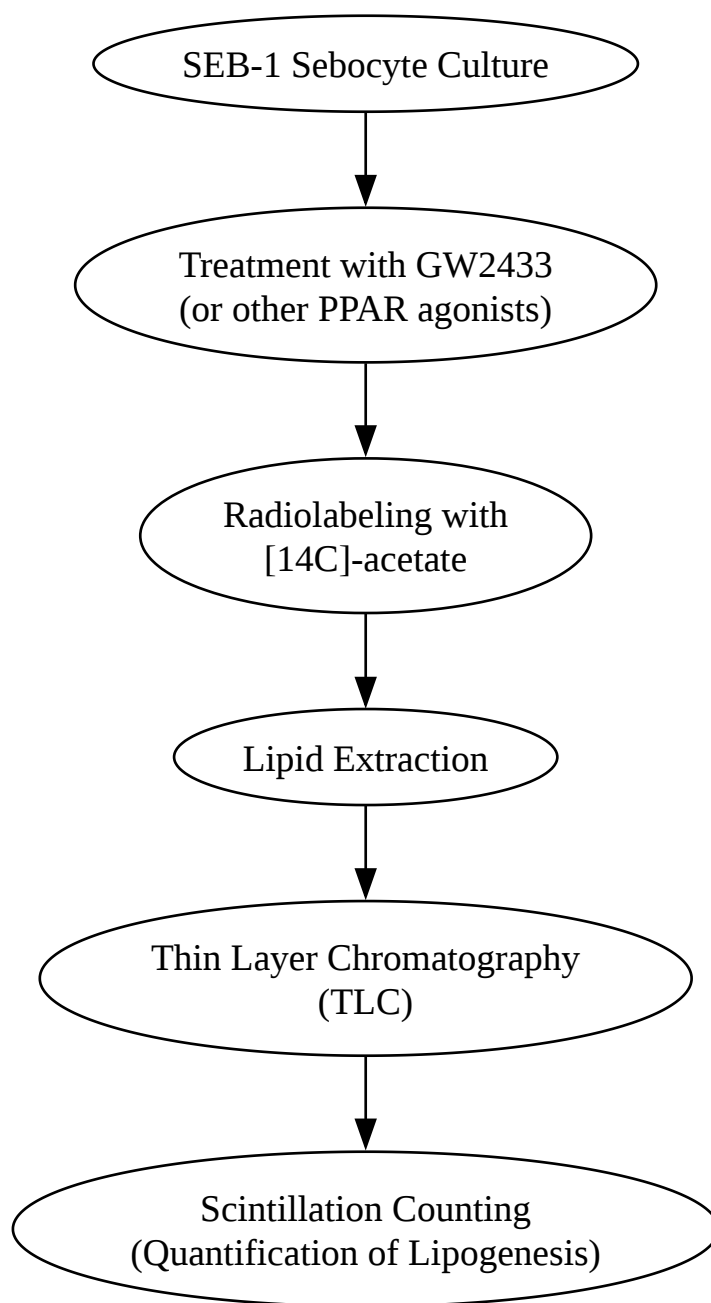 SEB-1 Sebocyte Culture
Treatment with GW2433
(or other PPAR agonists)
Radiolabeling with
[14C]-acetate
Lipid Extraction
Thin Layer Chromatography
(TLC)
Scintillation Counting
(Quantification of Lipogenesis)